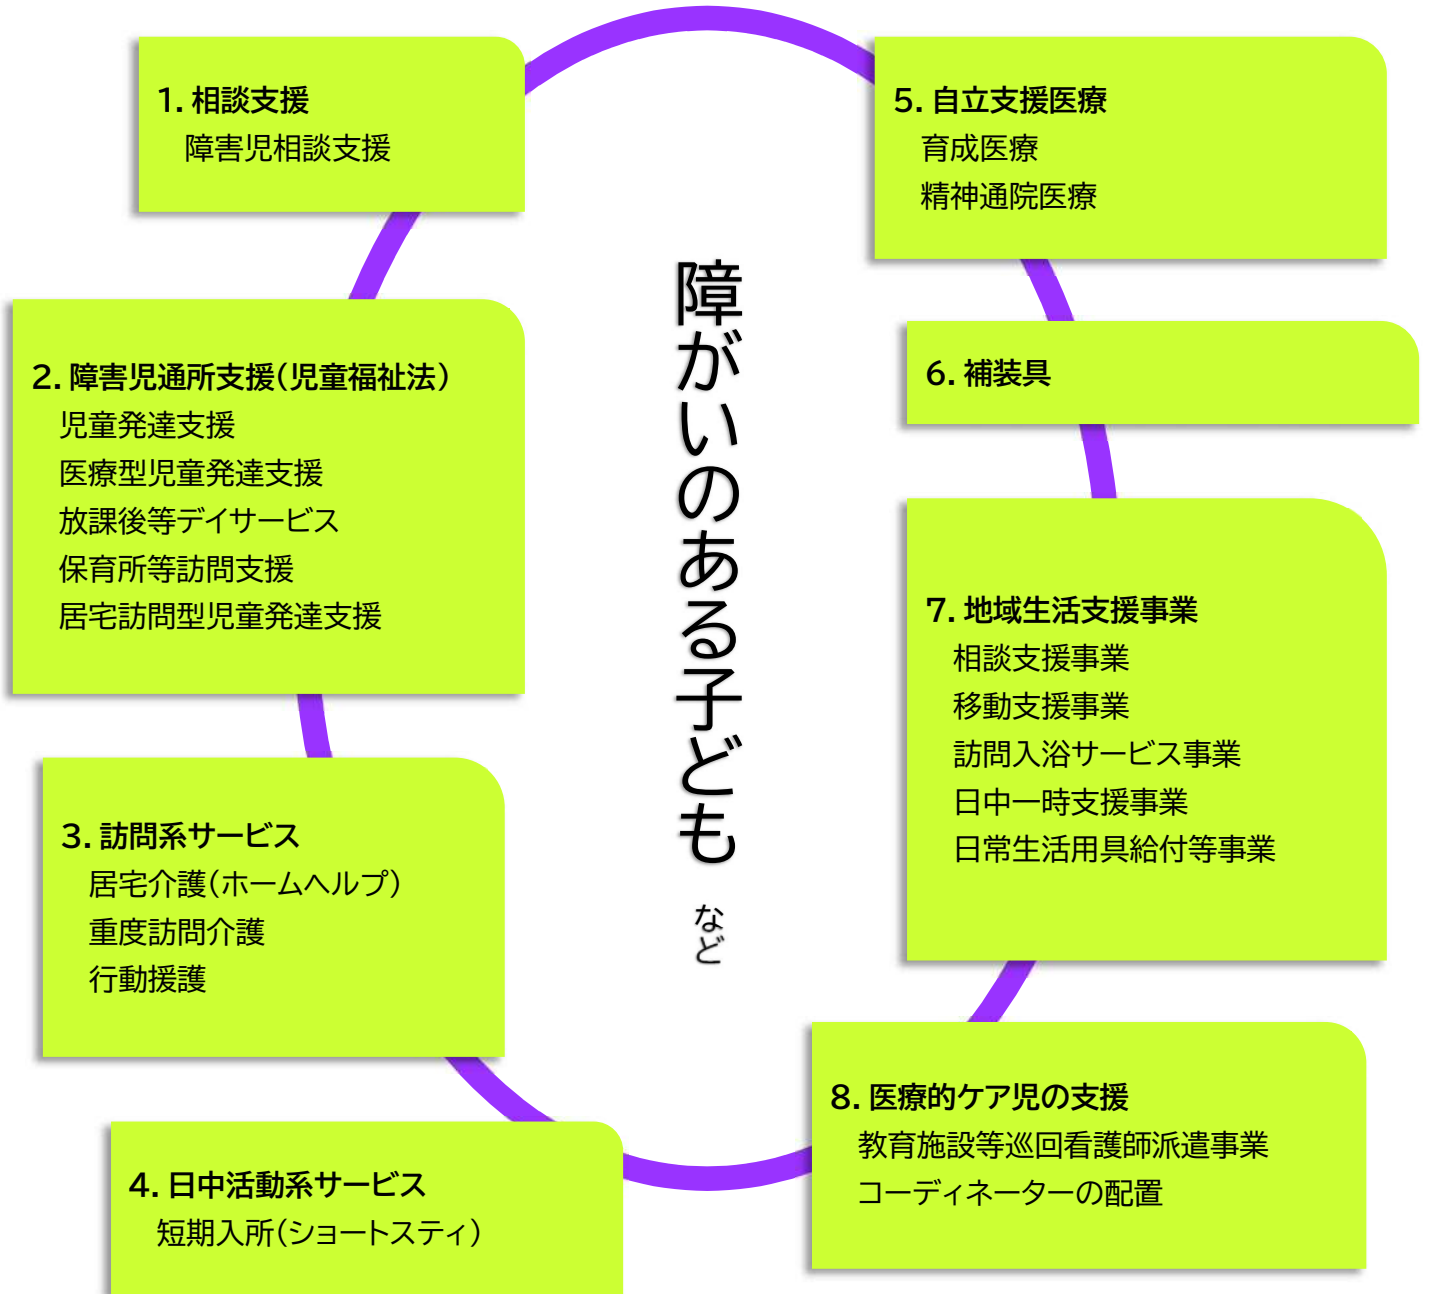 1. 相談支援
障害児相談支援
2. 障害児通所支援(児童福祉法)
児童発達支援
医療型児童発達支援
放課後等デイサービス
保育所等訪問支援
居宅訪問型児童発達支援
3. 訪問系サービス
居宅介護(ホームヘルプ)
重度訪問介護
行動援護
4. 日中活動系サービス
短期入所(ショートスティ)
障がいのある子ども など
5. 自立支援医療
育成医療
精神通院医療
6. 補装具
7. 地域生活支援事業
相談支援事業
移動支援事業
訪問入浴サービス事業
日中一時支援事業
日常生活用具給付等事業
8. 医療的ケア児の支援
教育施設等巡回看護師派遣事業
コーディネーターの配置